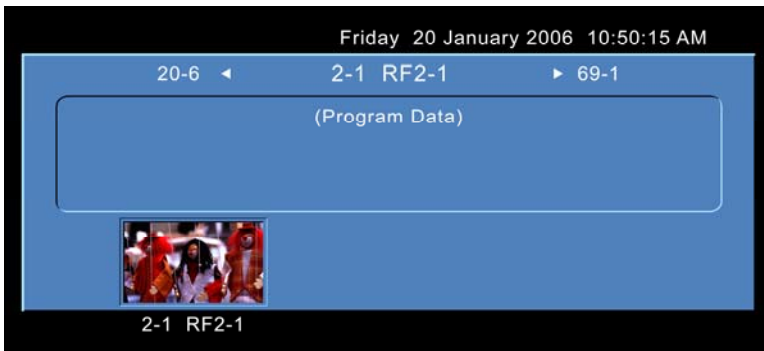 Friday 20 January 2006 10:50:15 AM
20-6 ◄ 2-1 RF2-1 ► 69-1
(Program Data)
2-1 RF2-1